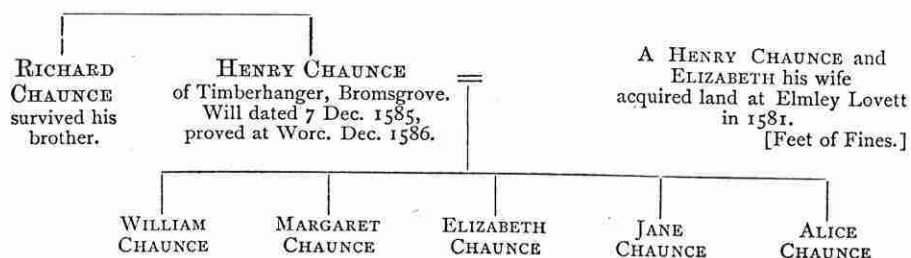 RICHARD
CHAUNCE
survived his
brother.
HENRY CHAUNCE
of Timberhanger, Bromsgrove.
Will dated 7 Dec. 1585,
proved at Worc. Dec. 1586.
=
A HENRY CHAUNCE and
ELIZABETH his wife
acquired land at Elmley Lovett
in 1581.
[Feet of Fines.]
WILLIAM
CHAUNCE
MARGARET
CHAUNCE
ELIZABETH
CHAUNCE
JANE
CHAUNCE
ALICE
CHAUNCE